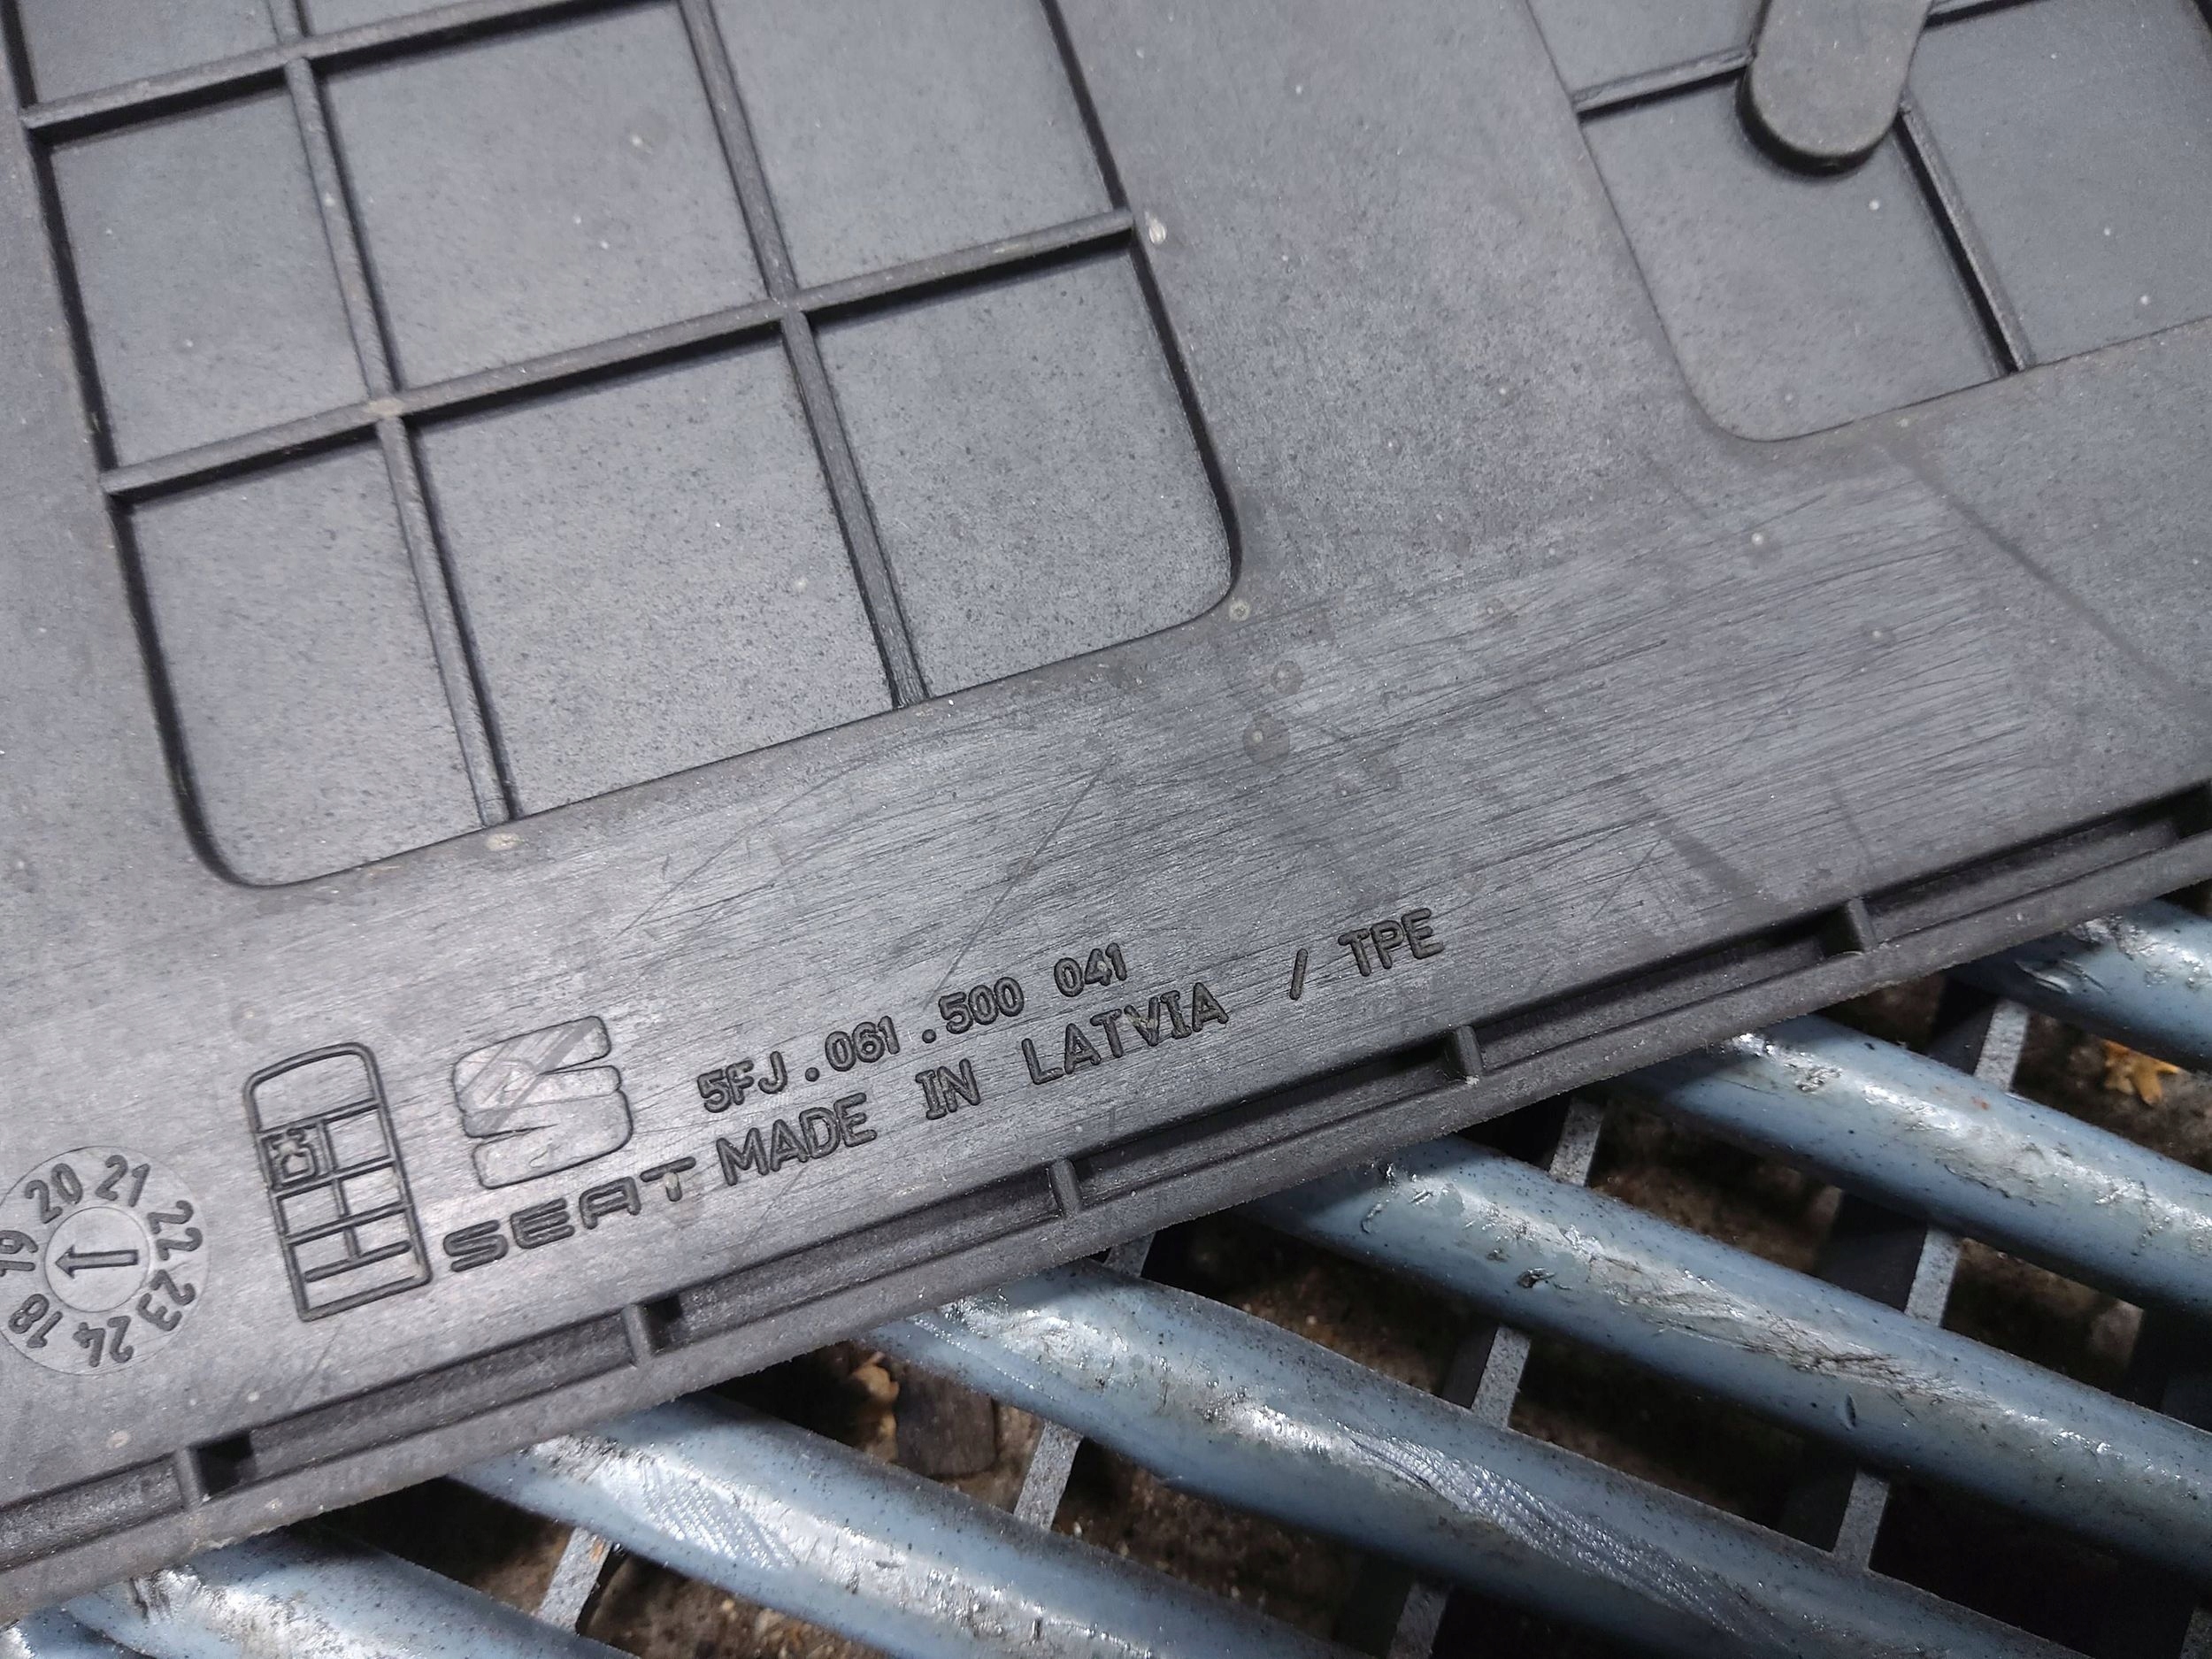 5FJ.061.500 041
SEAT MADE IN LATVIA / TPE
18 19 20 21 22 23 24